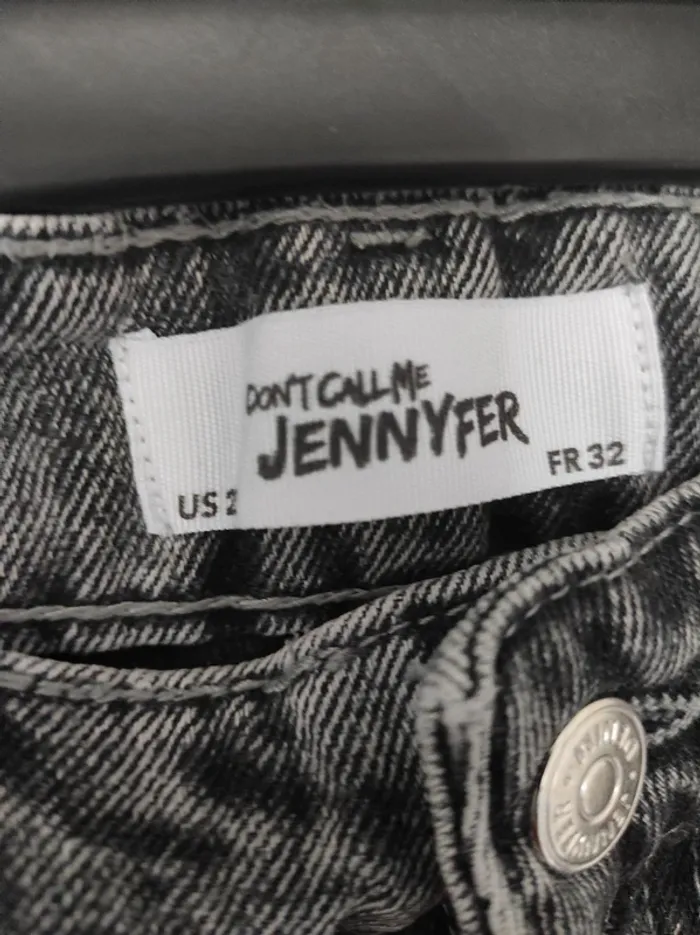 DON'T CALL ME
JENNYFER
US 2
FR 32